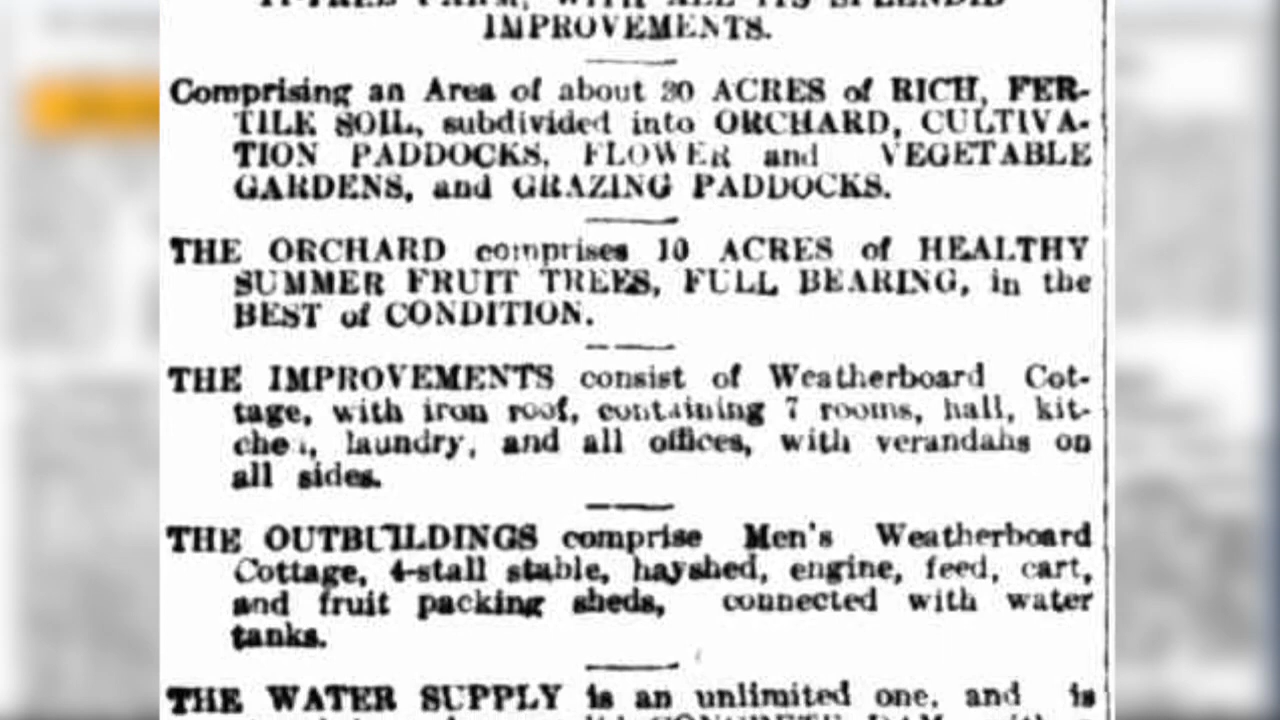 IMPROVEMENTS.
Comprising an Area of about 30 ACRES of RICH, FER-
TILE SOIL, subdivided into ORCHARD, CULTIVA-
TION PADDOCKS, FLOWER and VEGETABLE
GARDENS, and GRAZING PADDOCKS.
THE ORCHARD comprises 10 ACRES of HEALTHY
SUMMER FRUIT TREES, FULL BEARING, in the
BEST of CONDITION.
THE IMPROVEMENTS consist of Weatherboard Cot-
tage, with iron roof, containing 7 rooms, hall, kit-
chen, laundry, and all offices, with verandahs on
all sides.
THE OUTBUILDINGS comprise Men's Weatherboard
Cottage, 4-stall stable, hayshed, engine, feed, cart,
and fruit packing sheds, connected with water
tanks.
THE WATER SUPPLY is an unlimited one, and is